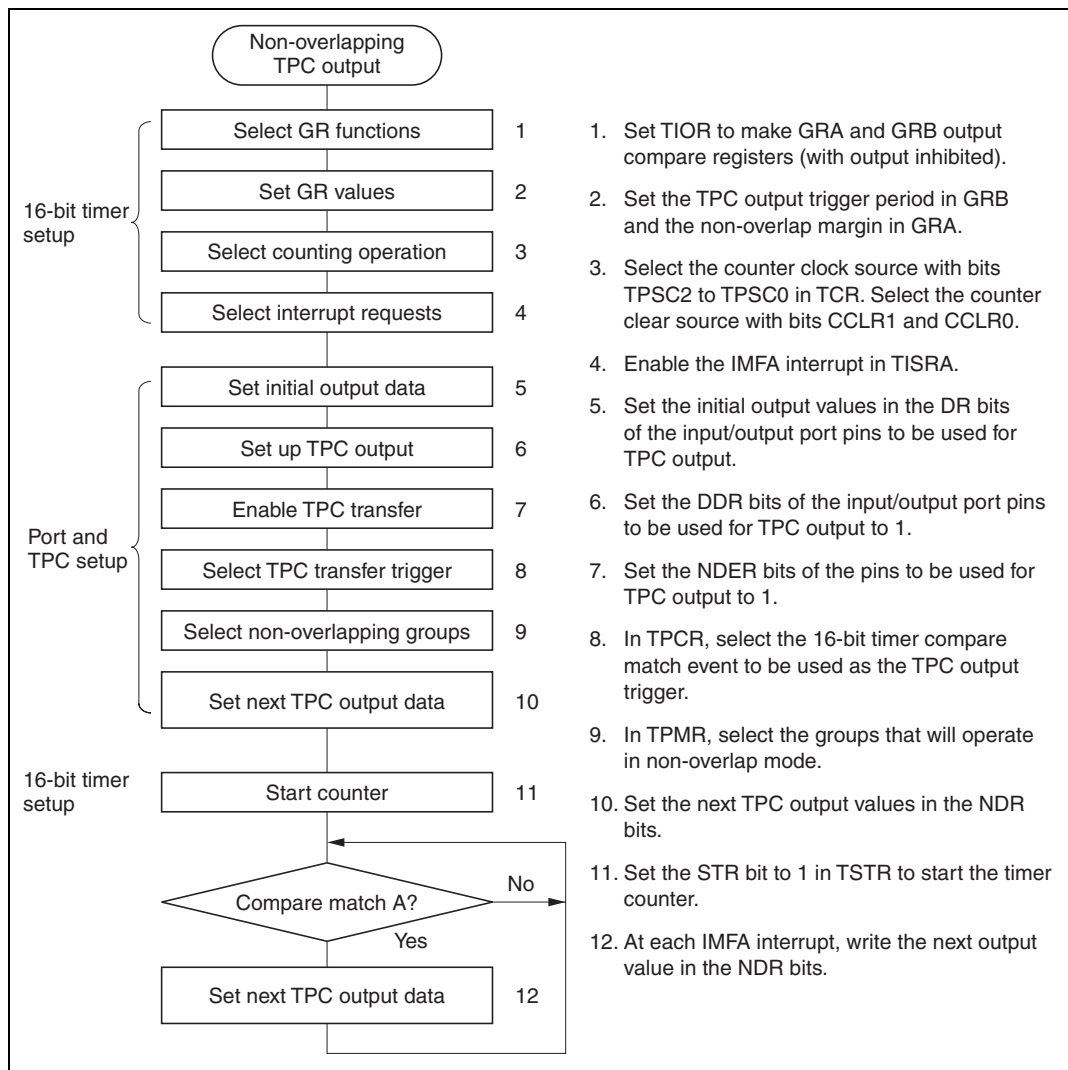 Non-overlapping
TPC output
16-bit timer
setup
Select GR functions 1
Set GR values 2
Select counting operation 3
Select interrupt requests 4
Port and
TPC setup
Set initial output data 5
Set up TPC output 6
Enable TPC transfer 7
Select TPC transfer trigger 8
Select non-overlapping groups 9
Set next TPC output data 10
16-bit timer
setup
Start counter 11
Compare match A?
No
Yes
Set next TPC output data 12
1. Set TIOR to make GRA and GRB output
compare registers (with output inhibited).
2. Set the TPC output trigger period in GRB
and the non-overlap margin in GRA.
3. Select the counter clock source with bits
TPSC2 to TPSC0 in TCR. Select the counter
clear source with bits CCLR1 and CCLR0.
4. Enable the IMFA interrupt in TISRA.
5. Set the initial output values in the DR bits
of the input/output port pins to be used for
TPC output.
6. Set the DDR bits of the input/output port pins
to be used for TPC output to 1.
7. Set the NDER bits of the pins to be used for
TPC output to 1.
8. In TPCR, select the 16-bit timer compare
match event to be used as the TPC output
trigger.
9. In TPMR, select the groups that will operate
in non-overlap mode.
10. Set the next TPC output values in the NDR
bits.
11. Set the STR bit to 1 in TSTR to start the timer
counter.
12. At each IMFA interrupt, write the next output
value in the NDR bits.